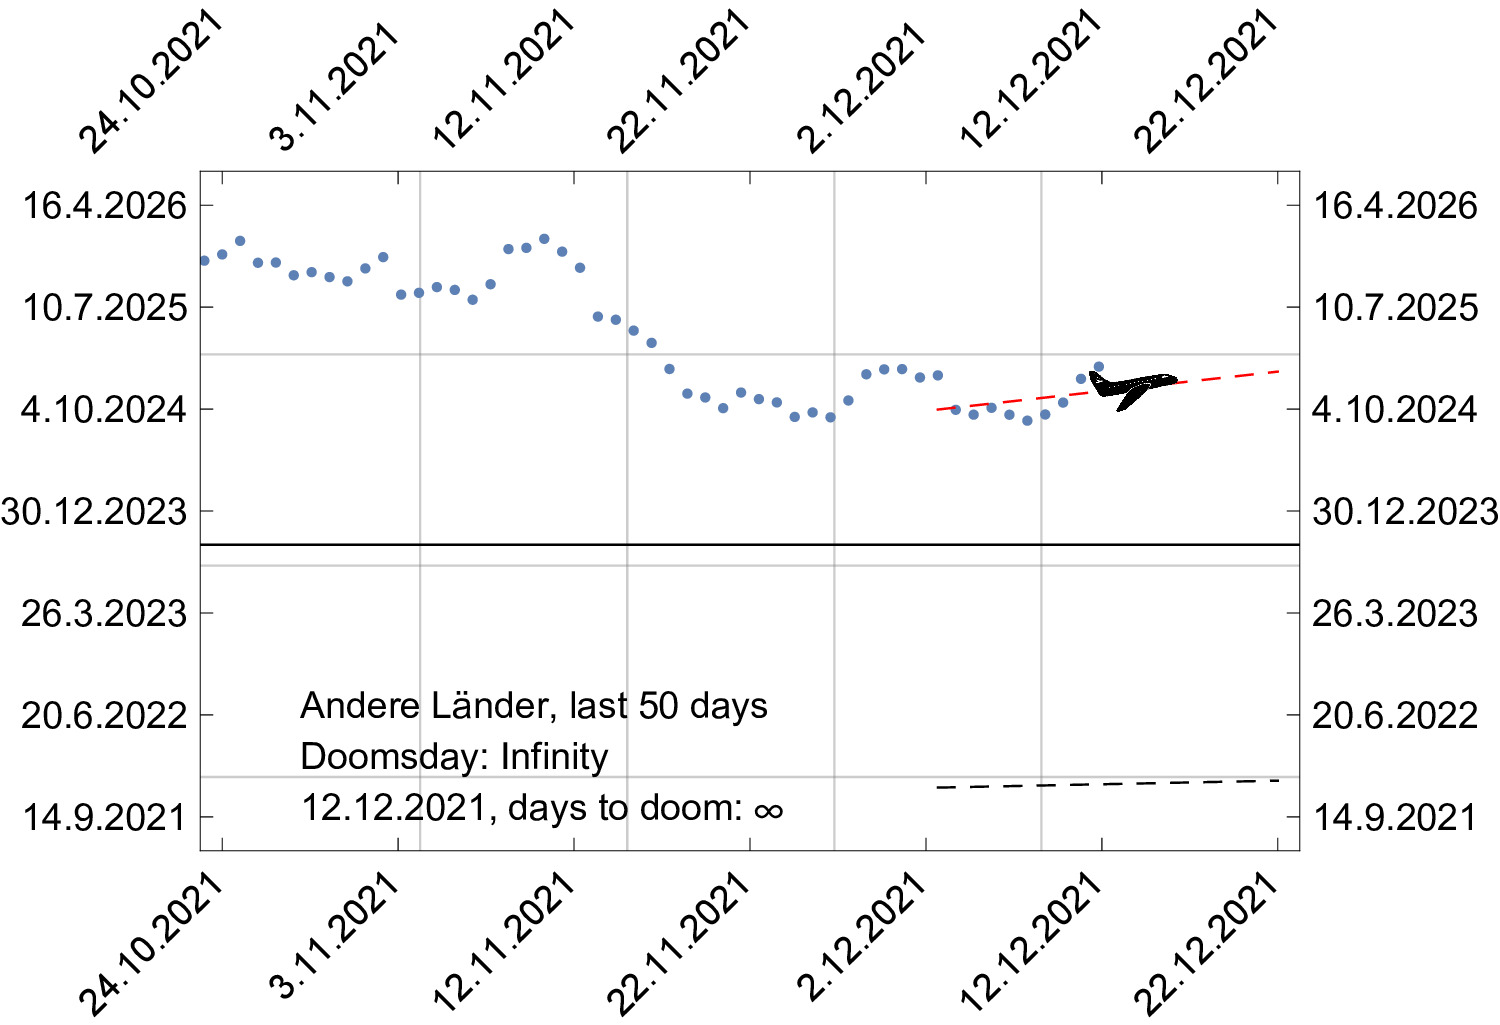 24.10.2021 3.11.2021 12.11.2021 22.11.2021 2.12.2021 12.12.2021 22.12.2021
16.4.2026 16.4.2026
10.7.2025 10.7.2025
4.10.2024 4.10.2024
30.12.2023 30.12.2023
26.3.2023 26.3.2023
20.6.2022 20.6.2022
Andere Länder, last 50 days
Doomsday: Infinity
12.12.2021, days to doom: ∞
14.9.2021 14.9.2021
24.10.2021 3.11.2021 12.11.2021 22.11.2021 2.12.2021 12.12.2021 22.12.2021